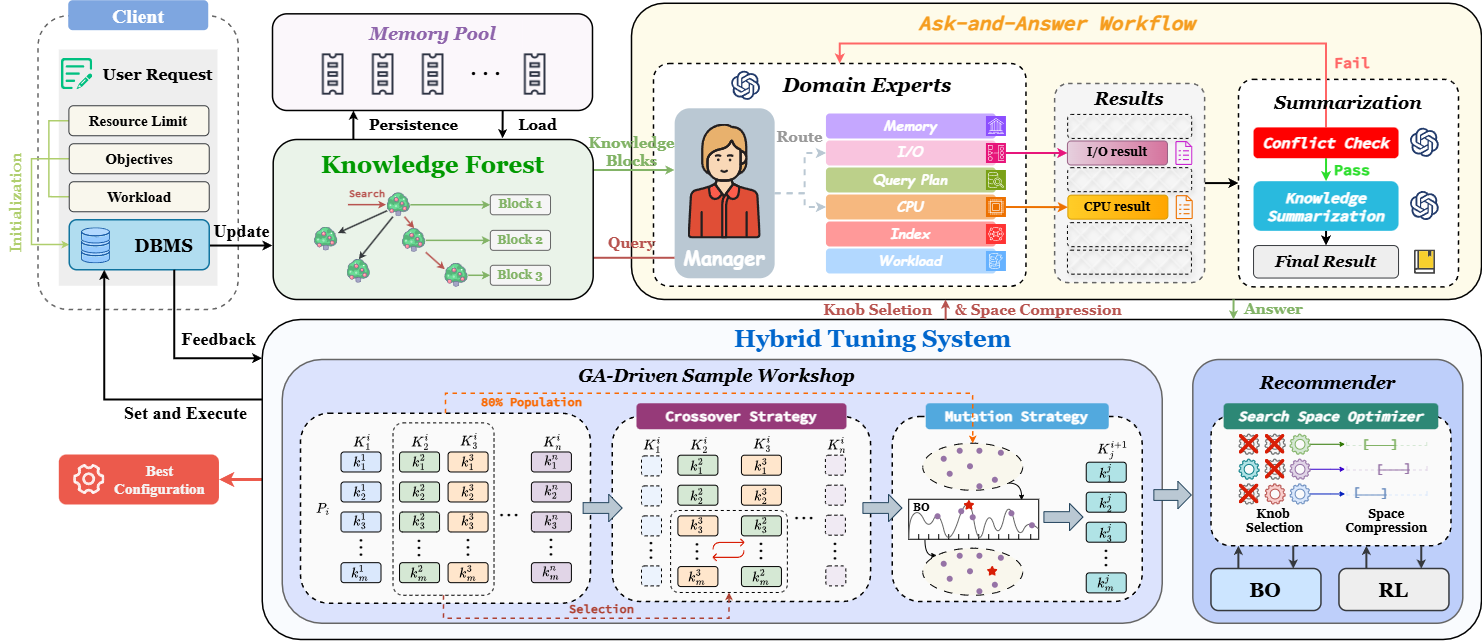 Client
User Request
Resource Limit
Objectives
Workload
DBMS
Initialization
Update
Feedback
Set and Execute
Best
Configuration
Memory Pool
...
Persistence
Load
Knowledge Forest
Search
Block 1
Block 2
Block 3
Knowledge
Blocks
Query
Ask-and-Answer Workflow
Domain Experts
Manager
Route
Memory
I/O
Query Plan
CPU
Index
Workload
Results
I/O result
CPU result
Fail
Summarization
Conflict Check
Pass
Knowledge
Summarization
Final Result
Knob Seletion & Space Compression
Answer
Hybrid Tuning System
GA-Driven Sample Workshop
80% Population
K_1^i K_2^i K_3^i K_n^i
k_1^1 k_1^2 k_1^3 k_1^n
k_2^1 k_2^2 k_2^3 k_2^n
P_i
k_3^1 k_3^2 k_3^3 ... k_3^n
k_m^1 k_m^2 k_m^3 k_m^n
Selection
Crossover Strategy
K_1^i K_2^i K_3^i K_n^i
k_1^2 k_1^3
k_2^2 k_2^3
k_3^3 k_3^2 ...
k_m^3 k_m^2
Mutation Strategy
BO
K_j^{i+1}
k_1^j
k_2^j
k_3^j
k_m^j
Recommender
Search Space Optimizer
Knob
Selection
Space
Compression
BO
RL